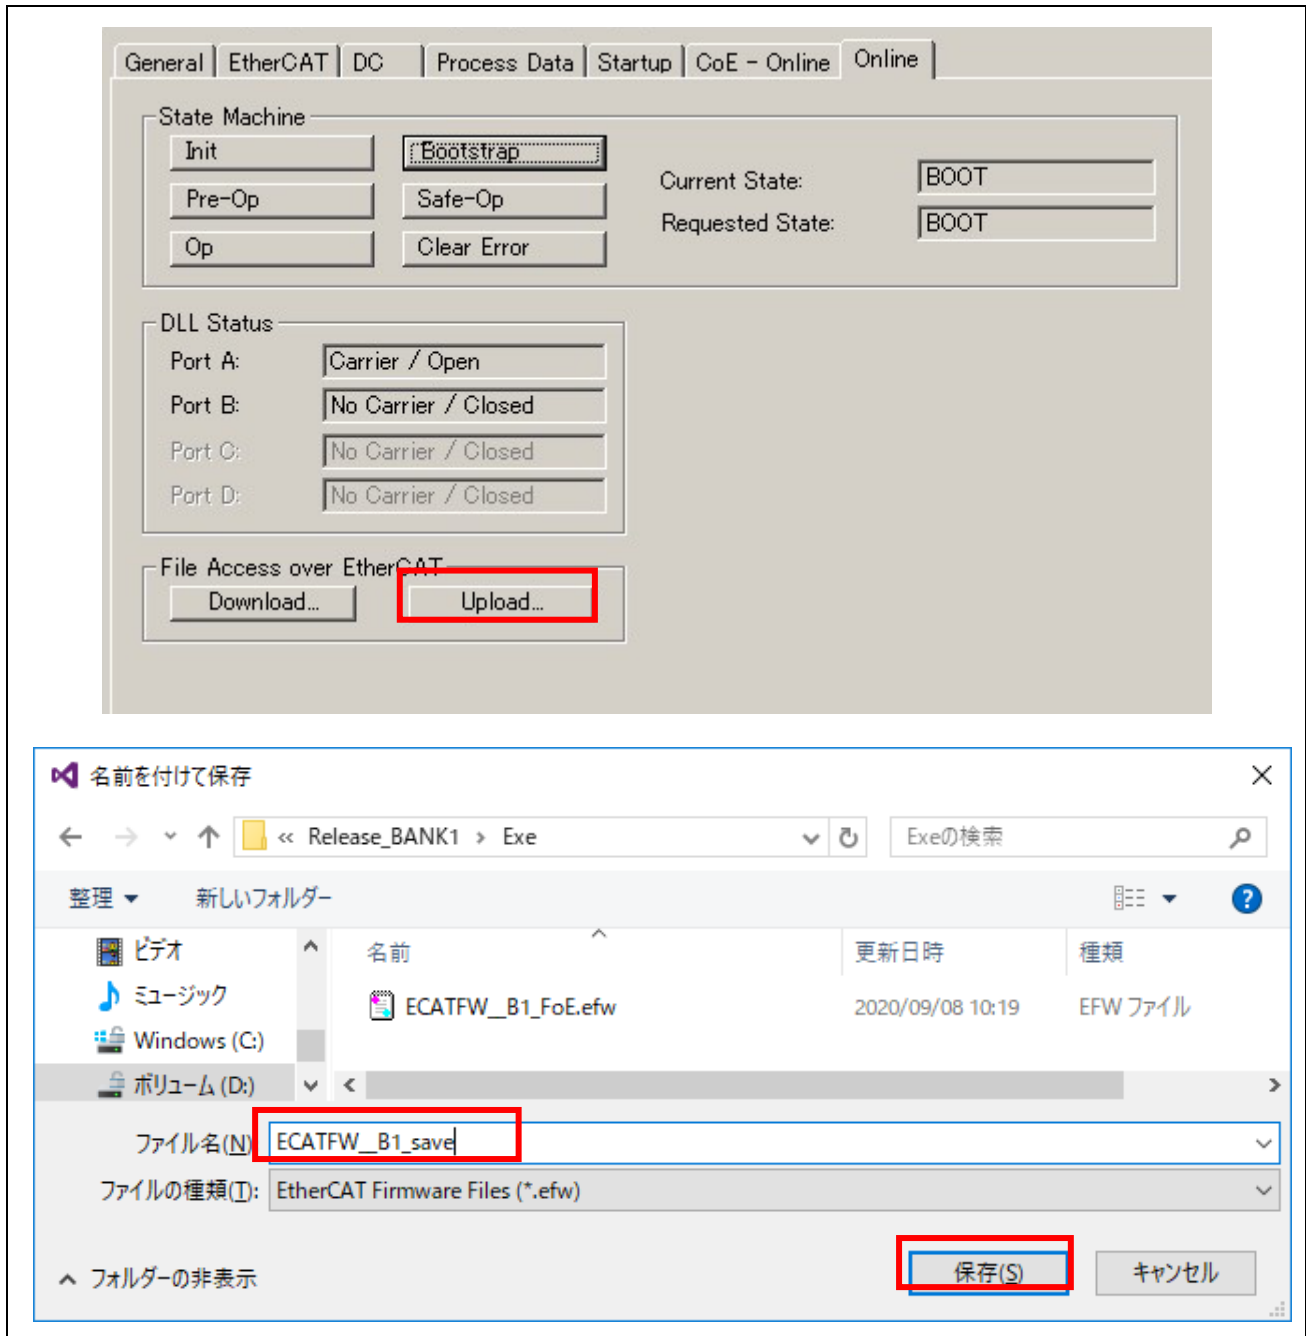 General EtherCAT DC Process Data Startup CoE - Online Online
State Machine
Init Bootstrap
Current State: BOOT
Pre-Op Safe-Op
Requested State: BOOT
Op Clear Error
DLL Status
Port A: Carrier / Open
Port B: No Carrier / Closed
Port C: No Carrier / Closed
Port D: No Carrier / Closed
File Access over EtherCAT
Download... Upload...
名前を付けて保存
« Release_BANK1 > Exe Exeの検索
整理 新しいフォルダー
ビデオ 名前 更新日時 種類
ミュージック ECATFW__B1_FoE.efw 2020/09/08 10:19 EFW ファイル
Windows (C:)
ボリューム (D:)
ファイル名(N): ECATFW__B1_save
ファイルの種類(T): EtherCAT Firmware Files (*.efw)
フォルダーの非表示 保存(S) キャンセル